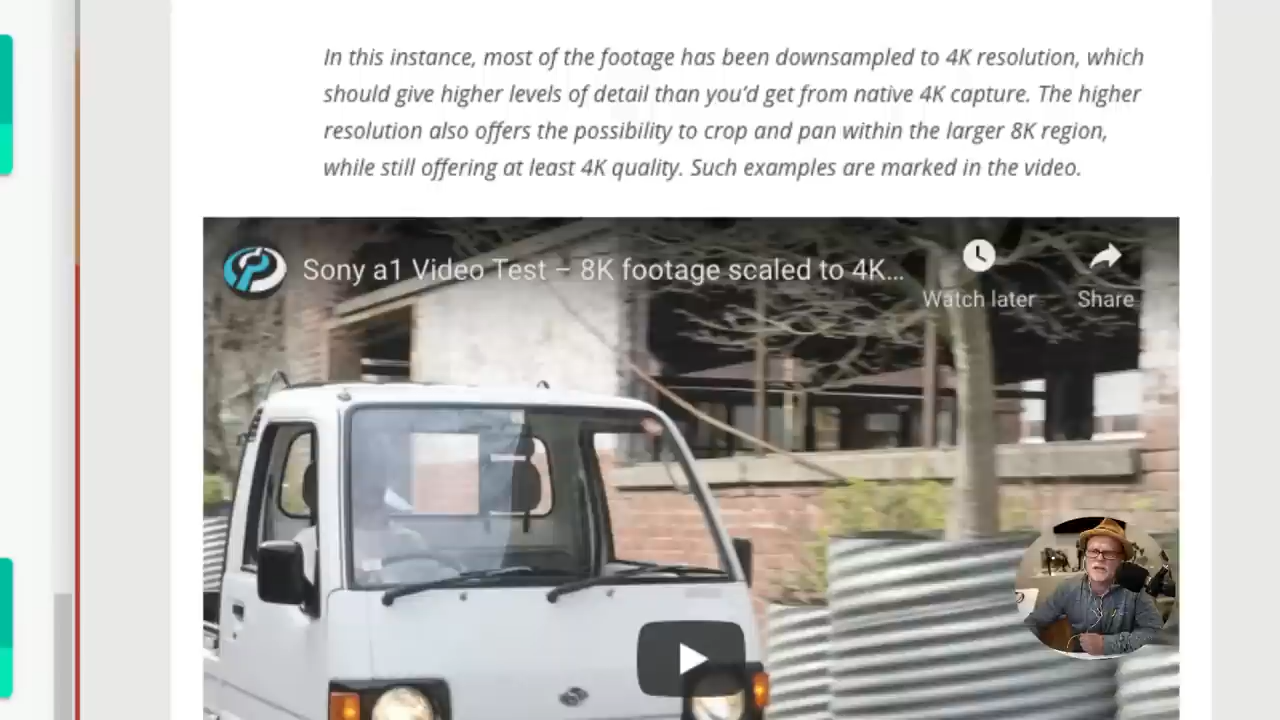 In this instance, most of the footage has been downsampled to 4K resolution, which
should give higher levels of detail than you'd get from native 4K capture. The higher
resolution also offers the possibility to crop and pan within the larger 8K region,
while still offering at least 4K quality. Such examples are marked in the video.
Sony a1 Video Test – 8K footage scaled to 4K...
Watch later
Share